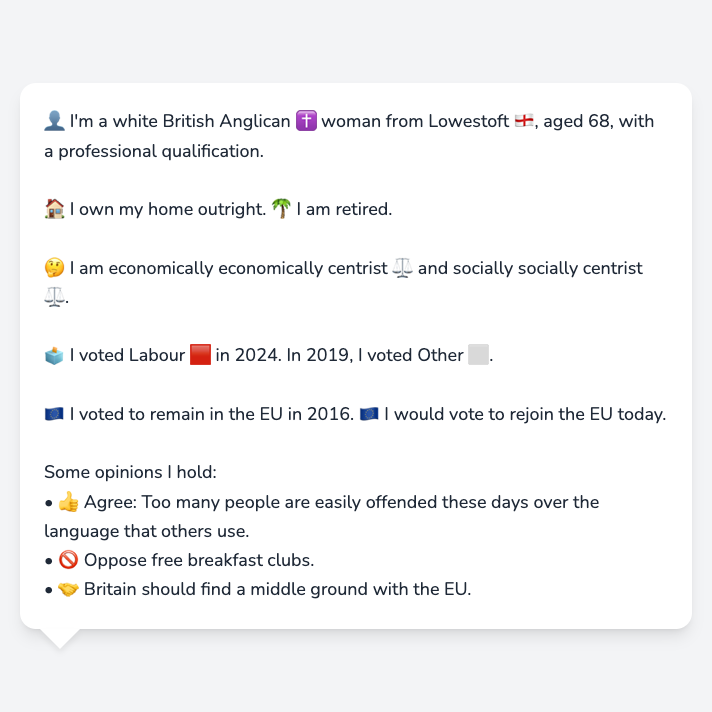 👤 I'm a white British Anglican ✝️ woman from Lowestoft 🏴󠁧󠁢󠁥󠁮󠁧󠁿, aged 68, with
a professional qualification.
🏠 I own my home outright. 🌴 I am retired.
🤔 I am economically economically centrist ⚖️ and socially socially centrist
⚖️.
🗳️ I voted Labour 🟥 in 2024. In 2019, I voted Other ⬜.
🇪🇺 I voted to remain in the EU in 2016. 🇪🇺 I would vote to rejoin the EU today.
Some opinions I hold:
• 👍 Agree: Too many people are easily offended these days over the
language that others use.
• 🚫 Oppose free breakfast clubs.
• 🤝 Britain should find a middle ground with the EU.